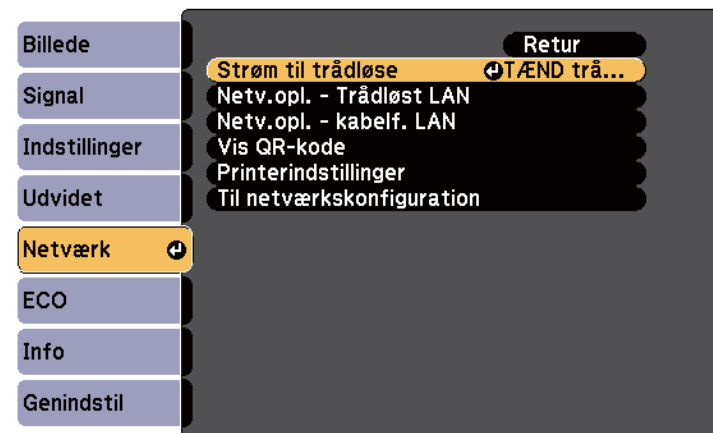 Billede
Signal
Indstillinger
Udvidet
Netværk
ECO
Info
Genindstil
Retur
Strøm til trådløse TÆND trå...
Netv.opl. - Trådløst LAN
Netv.opl. - kabelf. LAN
Vis QR-kode
Printerindstillinger
Til netværkskonfiguration